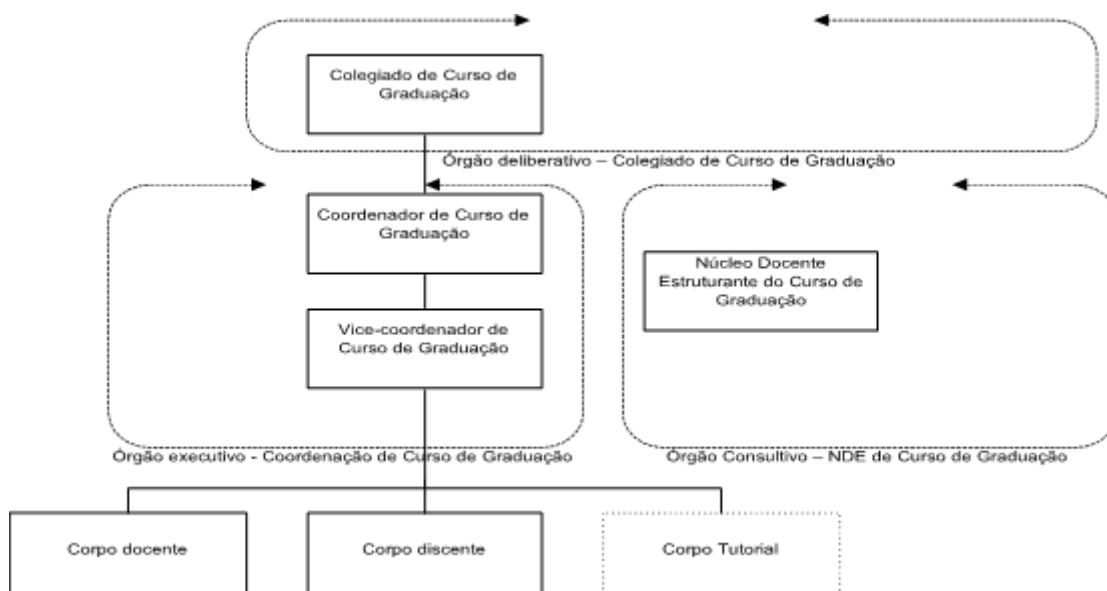 Colegiado de Curso de
Graduação
Órgão deliberativo – Colegiado de Curso de Graduação
Coordenador de Curso de
Graduação
Vice-coordenador de
Curso de Graduação
Órgão executivo - Coordenação de Curso de Graduação
Núcleo Docente
Estruturante do Curso de
Graduação
Órgão Consultivo – NDE de Curso de Graduação
Corpo docente
Corpo discente
Corpo Tutorial